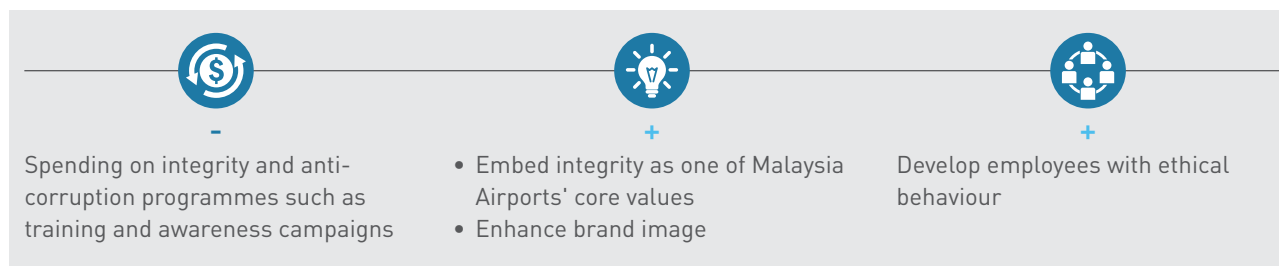 $
-
Spending on integrity and anti-
corruption programmes such as
training and awareness campaigns
+
• Embed integrity as one of Malaysia
Airports' core values
• Enhance brand image
+
Develop employees with ethical
behaviour